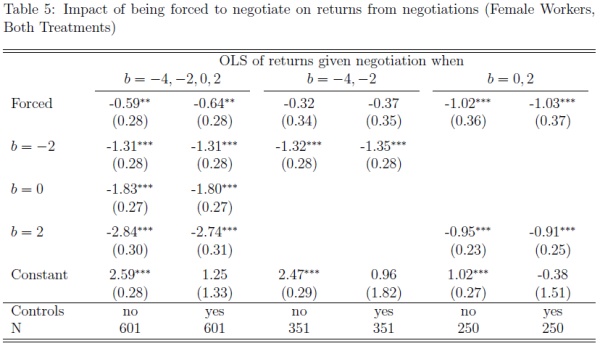 Table 5: Impact of being forced to negotiate on returns from negotiations (Female Workers,
Both Treatments)
OLS of returns given negotiation when
b = −4, −2, 0, 2 b = −4, −2 b = 0, 2
Forced -0.59** -0.64** -0.32 -0.37 -1.02*** -1.03***
(0.28) (0.28) (0.34) (0.35) (0.36) (0.37)
b = −2 -1.31*** -1.31*** -1.32*** -1.35***
(0.28) (0.28) (0.28) (0.28)
b = 0 -1.83*** -1.80***
(0.27) (0.27)
b = 2 -2.84*** -2.74*** -0.95*** -0.91***
(0.30) (0.31) (0.23) (0.25)
Constant 2.59*** 1.25 2.47*** 0.96 1.02*** -0.38
(0.28) (1.33) (0.29) (1.82) (0.27) (1.51)
Controls no yes no yes no yes
N 601 601 351 351 250 250